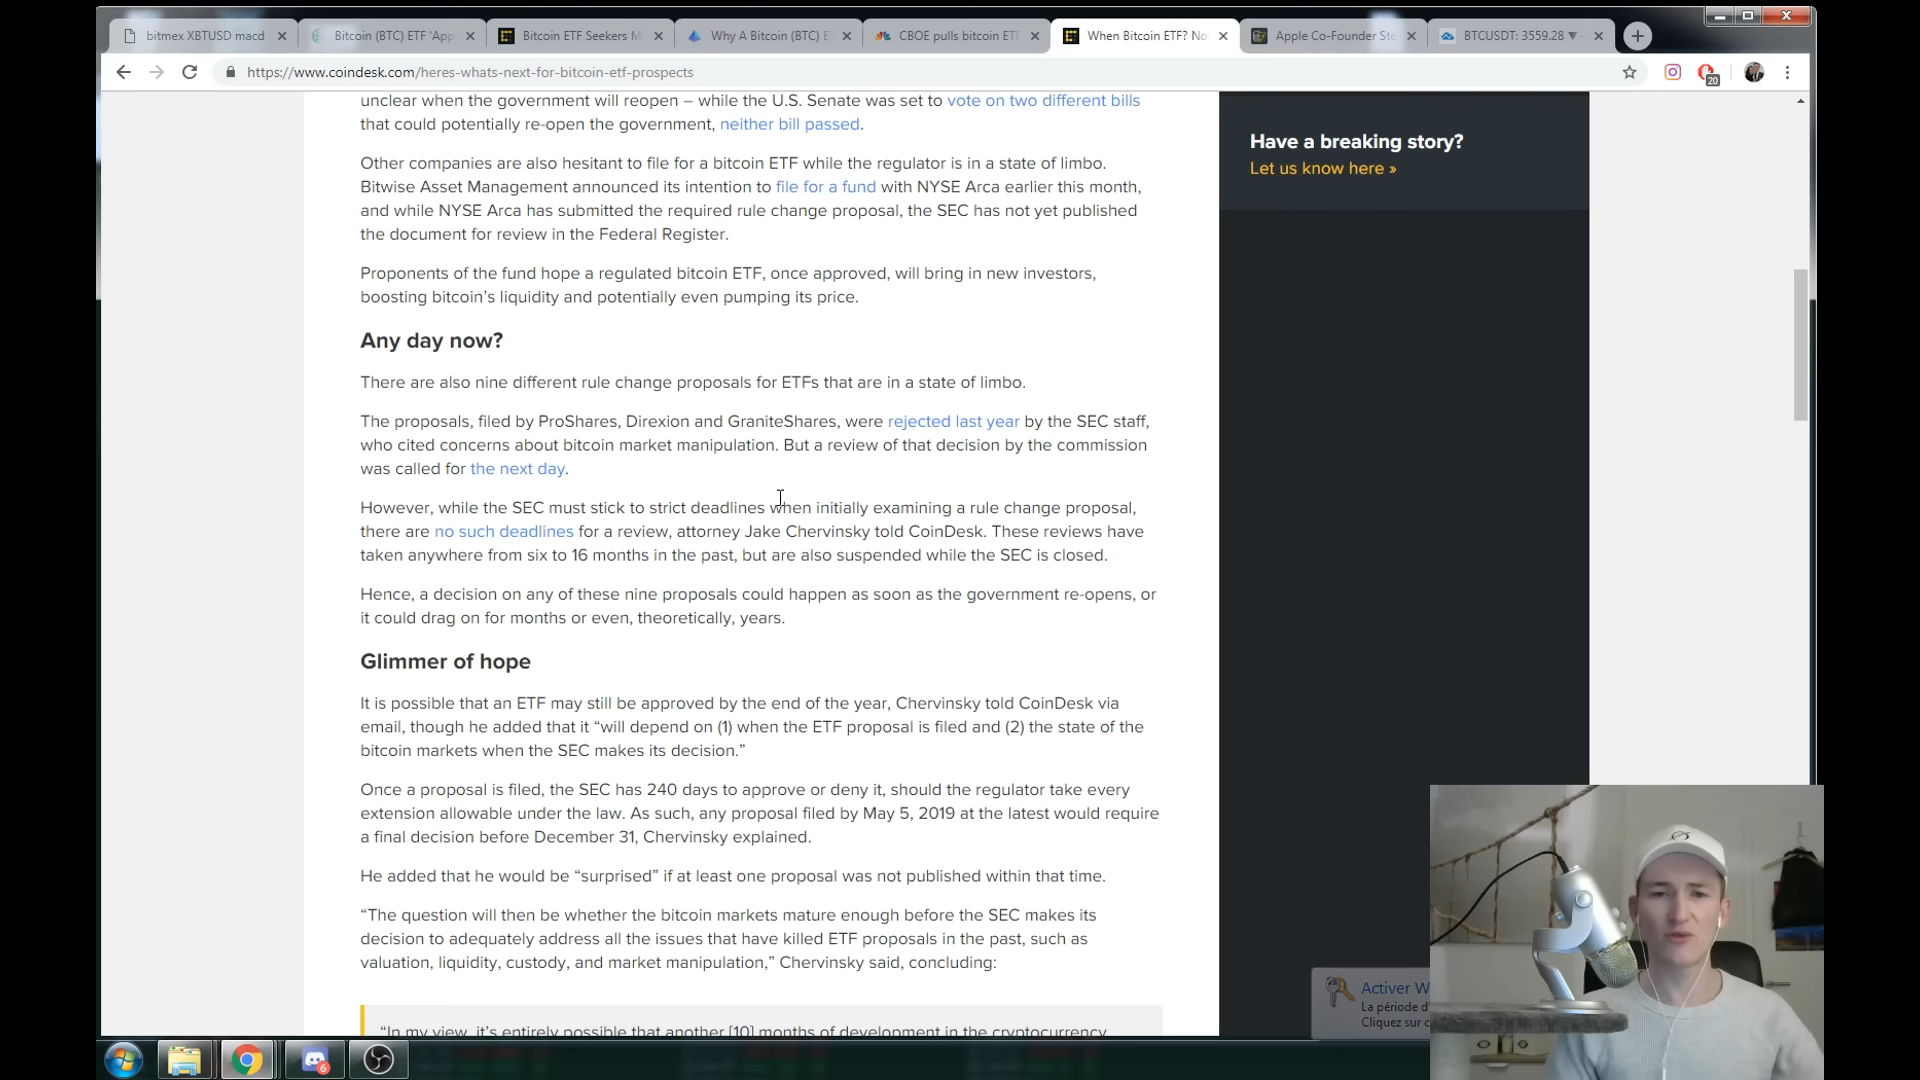 bitmex XBTUSD macd
Bitcoin (BTC) ETF 'App
Bitcoin ETF Seekers M
Why A Bitcoin (BTC) E
CBOE pulls bitcoin ETF
When Bitcoin ETF? No
Apple Co-Founder Ste
BTCUSDT: 3559.28 ▼
https://www.coindesk.com/heres-whats-next-for-bitcoin-etf-prospects
20
unclear when the government will reopen – while the U.S. Senate was set to vote on two different bills
that could potentially re-open the government, neither bill passed.
Other companies are also hesitant to file for a bitcoin ETF while the regulator is in a state of limbo.
Bitwise Asset Management announced its intention to file for a fund with NYSE Arca earlier this month,
and while NYSE Arca has submitted the required rule change proposal, the SEC has not yet published
the document for review in the Federal Register.
Proponents of the fund hope a regulated bitcoin ETF, once approved, will bring in new investors,
boosting bitcoin's liquidity and potentially even pumping its price.
Any day now?
There are also nine different rule change proposals for ETFs that are in a state of limbo.
The proposals, filed by ProShares, Direxion and GraniteShares, were rejected last year by the SEC staff,
who cited concerns about bitcoin market manipulation. But a review of that decision by the commission
was called for the next day.
However, while the SEC must stick to strict deadlines when initially examining a rule change proposal,
there are no such deadlines for a review, attorney Jake Chervinsky told CoinDesk. These reviews have
taken anywhere from six to 16 months in the past, but are also suspended while the SEC is closed.
Hence, a decision on any of these nine proposals could happen as soon as the government re-opens, or
it could drag on for months or even, theoretically, years.
Glimmer of hope
It is possible that an ETF may still be approved by the end of the year, Chervinsky told CoinDesk via
email, though he added that it “will depend on (1) when the ETF proposal is filed and (2) the state of the
bitcoin markets when the SEC makes its decision.”
Once a proposal is filed, the SEC has 240 days to approve or deny it, should the regulator take every
extension allowable under the law. As such, any proposal filed by May 5, 2019 at the latest would require
a final decision before December 31, Chervinsky explained.
He added that he would be “surprised” if at least one proposal was not published within that time.
“The question will then be whether the bitcoin markets mature enough before the SEC makes its
decision to adequately address all the issues that have killed ETF proposals in the past, such as
valuation, liquidity, custody, and market manipulation,” Chervinsky said, concluding:
“In my view, it's entirely possible that another [10] months of development in the cryptocurrency
Have a breaking story?
Let us know here »
Activer W
La période d'
Cliquez sur c
6